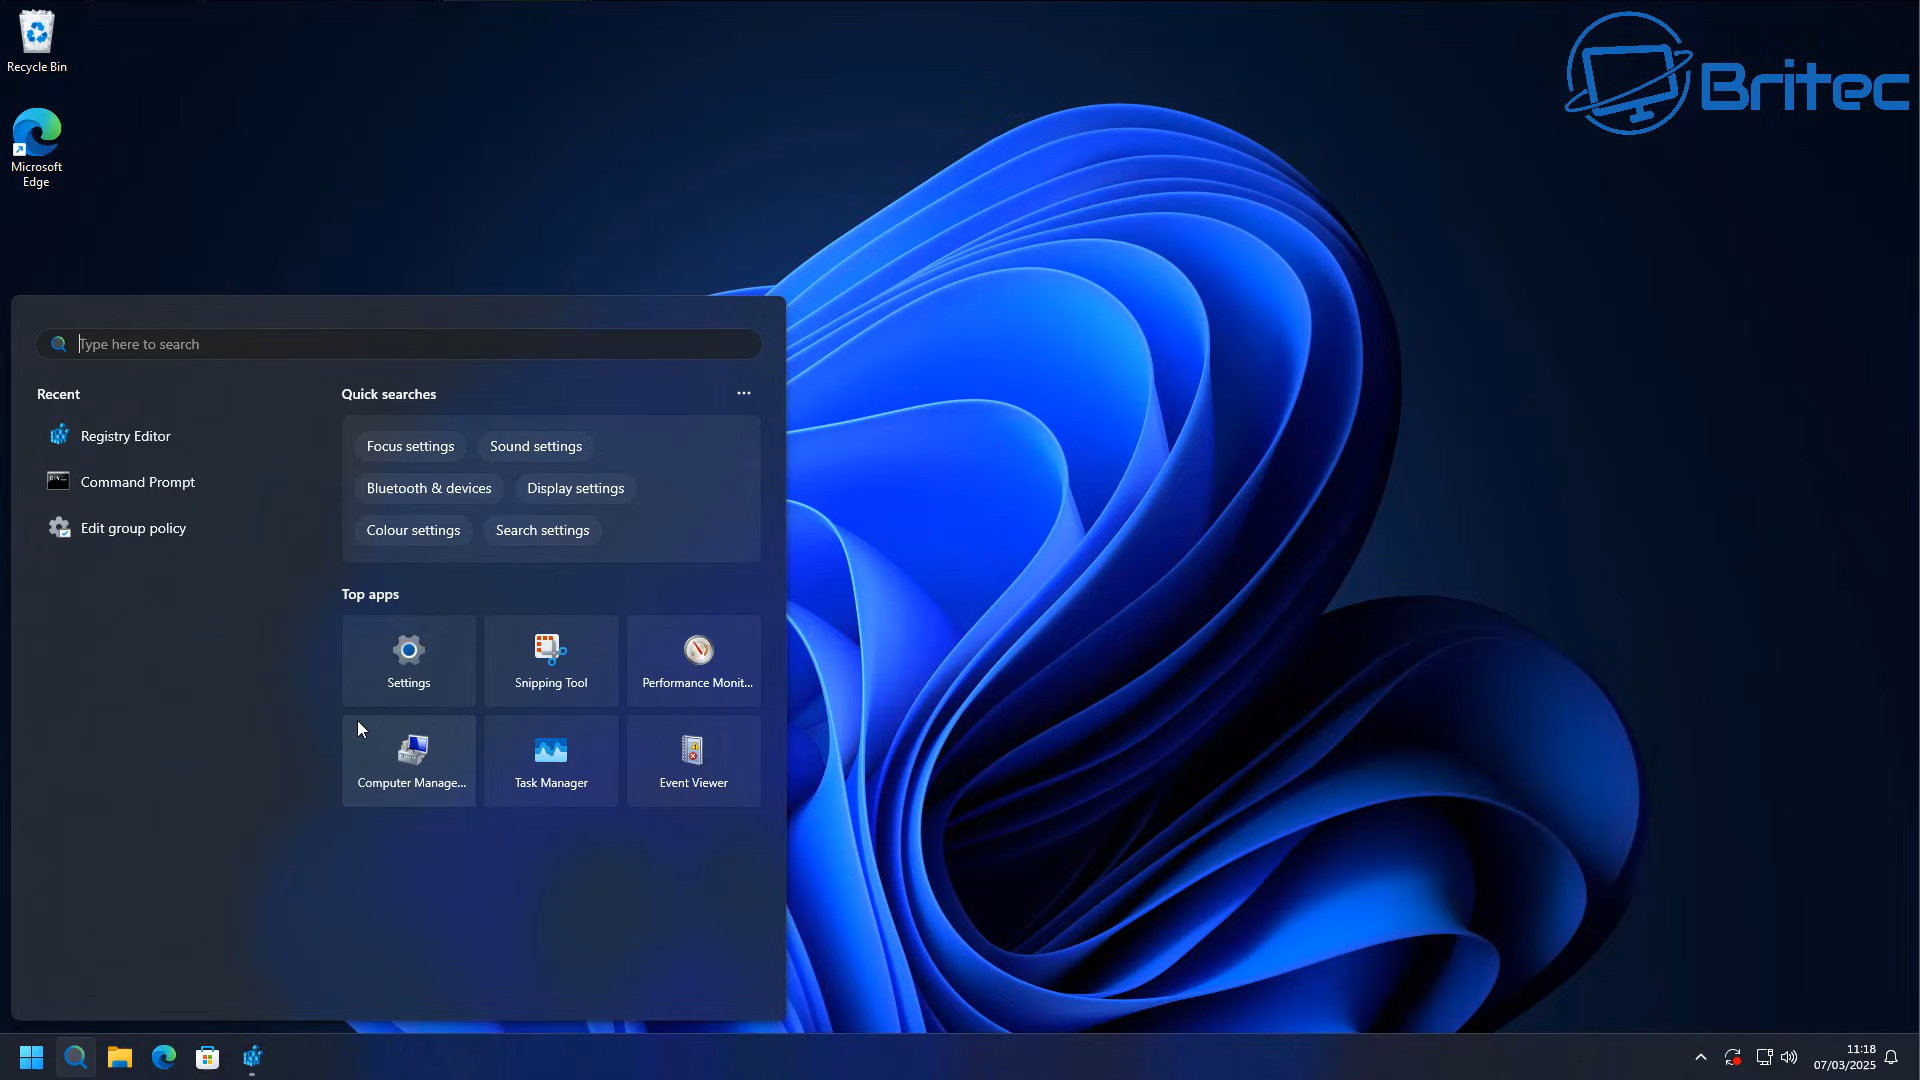 Recycle Bin
Microsoft
Edge
Britec
Type here to search
Recent
Quick searches
Registry Editor
Command Prompt
Edit group policy
Focus settings
Sound settings
Bluetooth & devices
Display settings
Colour settings
Search settings
Top apps
Settings
Snipping Tool
Performance Monit...
Computer Manage...
Task Manager
Event Viewer
11:18
07/03/2025